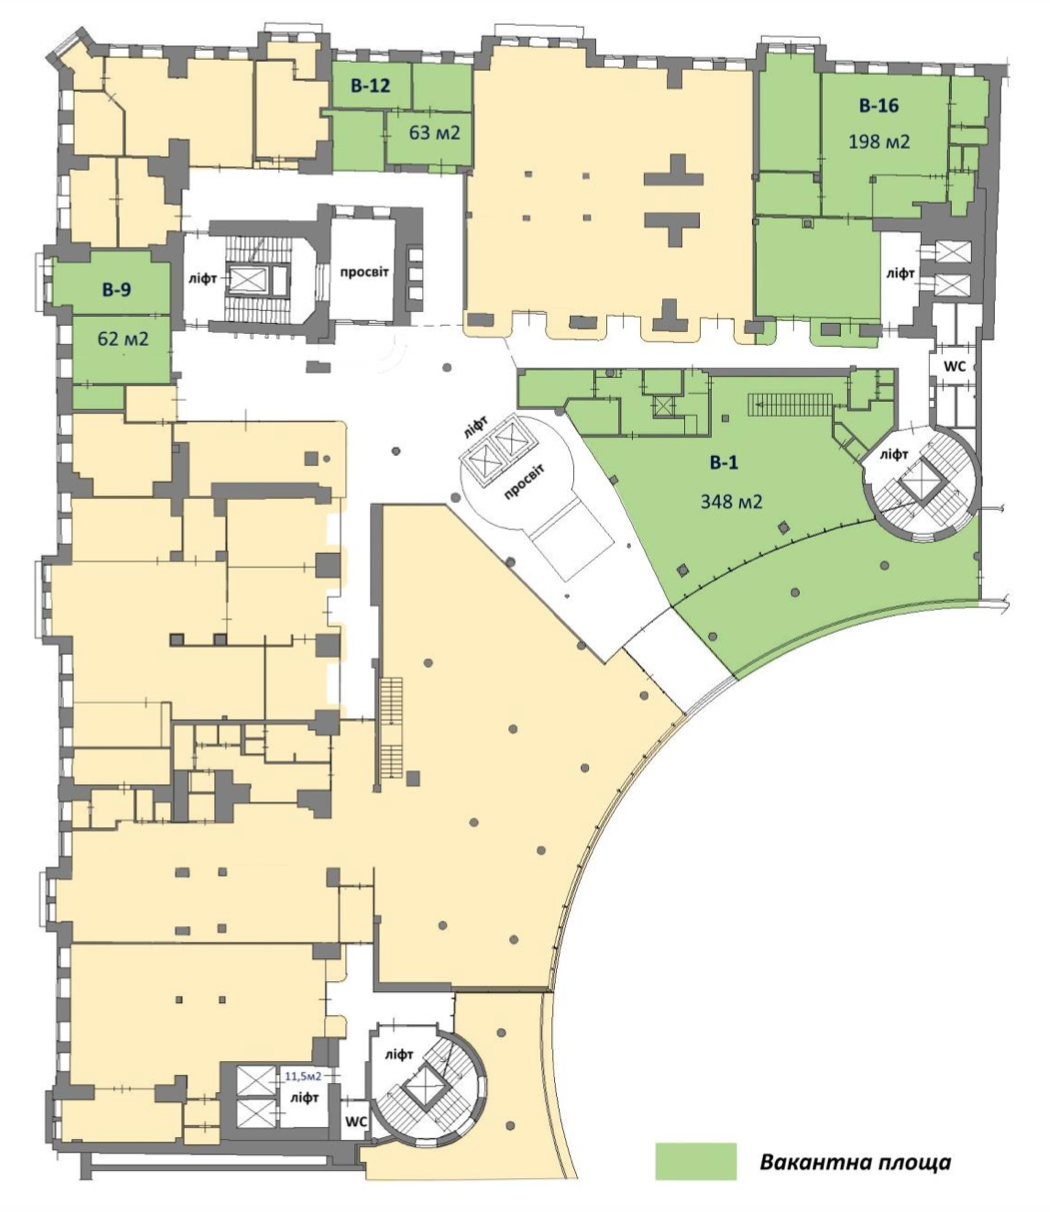 В-12
63 м2
В-16
198 м2
ліфт
просвіт
ліфт
В-9
62 м2
WC
ліфт
просвіт
В-1
348 м2
ліфт
ліфт
11,5м2
ліфт
WC
Вакантна площа